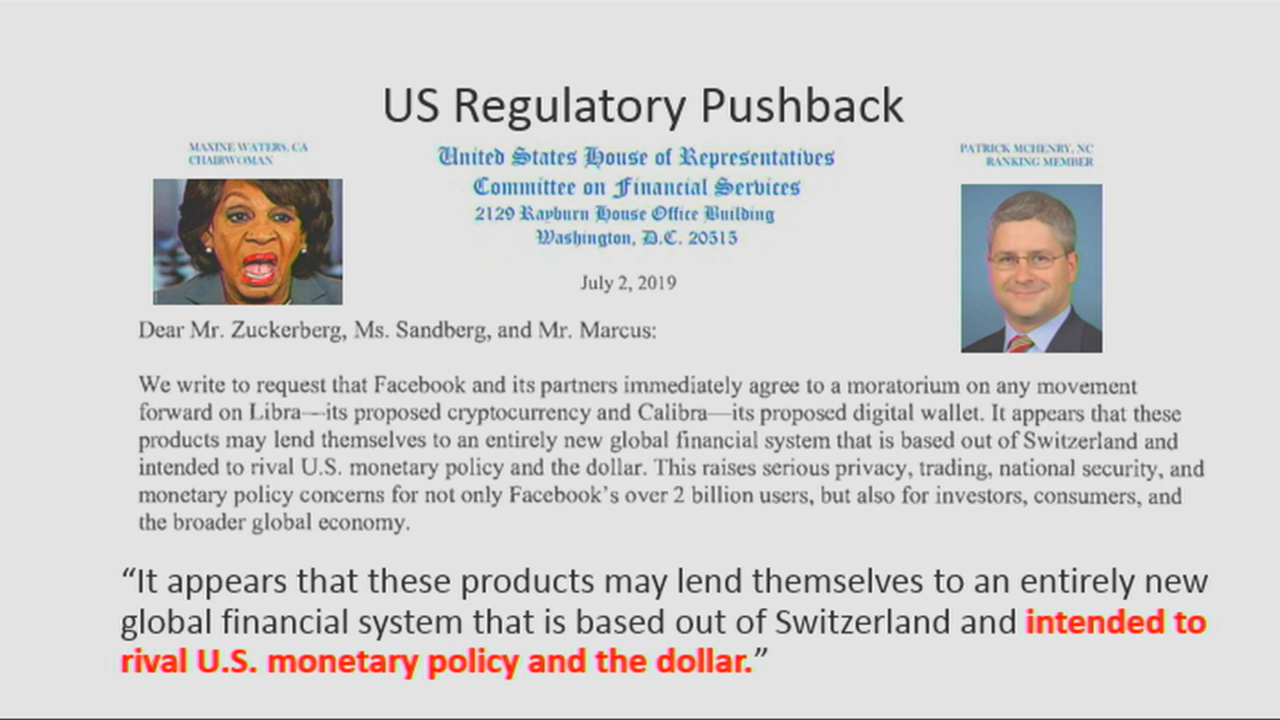 US Regulatory Pushback
MAXINE WATERS, CA
CHAIRWOMAN
United States House of Representatives
Committee on Financial Services
2129 Rayburn House Office Building
Washington, D.C. 20515
PATRICK MCHENRY, NC
RANKING MEMBER
July 2, 2019
Dear Mr. Zuckerberg, Ms. Sandberg, and Mr. Marcus:
We write to request that Facebook and its partners immediately agree to a moratorium on any movement
forward on Libra—its proposed cryptocurrency and Calibra—its proposed digital wallet. It appears that these
products may lend themselves to an entirely new global financial system that is based out of Switzerland and
intended to rival U.S. monetary policy and the dollar. This raises serious privacy, trading, national security, and
monetary policy concerns for not only Facebook's over 2 billion users, but also for investors, consumers, and
the broader global economy.
“It appears that these products may lend themselves to an entirely new
global financial system that is based out of Switzerland and intended to
rival U.S. monetary policy and the dollar.”